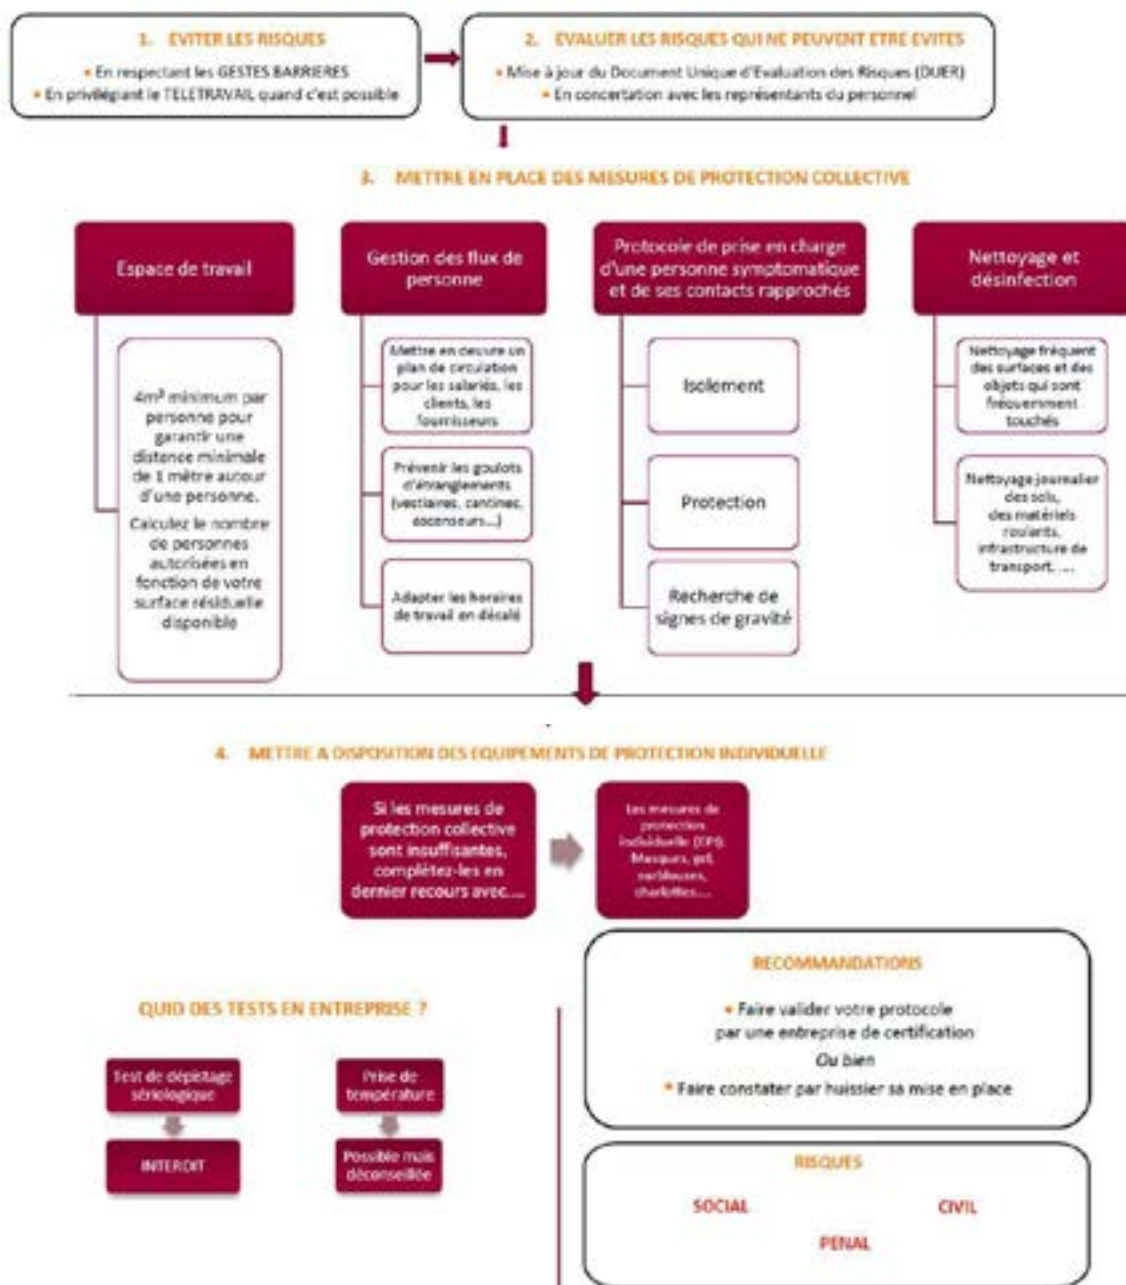 1. EVITER LES RISQUES
• En respectant les GESTES BARRIERES
• En privilégiant le TELETRAVAIL quand c'est possible
2. EVALUER LES RISQUES QUI NE PEUVENT ETRE EVITES
• Mise à jour du Document Unique d'Evaluation des Risques (DUER)
• En concertation avec les représentants du personnel
3. METTRE EN PLACE DES MESURES DE PROTECTION COLLECTIVE
Espace de travail
4m² minimum par
personne pour
garantir une
distance minimale
de 1 mètre autour
d'une personne.
Calculez le nombre
de personnes
autorisées en
fonction de votre
surface résiduelle
disponible
Gestion des flux de
personne
Mettre en oeuvre un
plan de circulation
pour les salariés, les
clients, les
fournisseurs
Prévenir les goulots
d'étranglements
(vestiaires, cantines,
ascenseurs...)
Adapter les horaires
de travail en décalé
Protocole de prise en charge
d'une personne symptomatique
et de ses contacts rapprochés
Isolement
Protection
Recherche de
signes de gravité
Nettoyage et
désinfection
Nettoyage fréquent
des surfaces et des
objets qui sont
fréquemment
touchés
Nettoyage journalier
des sols,
des matériels
roulants,
infrastructure de
transport, ....
4. METTRE A DISPOSITION DES EQUIPEMENTS DE PROTECTION INDIVIDUELLE
Si les mesures de
protection collective
sont insuffisantes,
complétez-les en
dernier recours avec....
Les mesures de
protection
individuelle (EPI).
Masques, gel,
surblouses,
charlottes....
QUID DES TESTS EN ENTREPRISE ?
Test de dépistage
sériologique
INTERDIT
Prise de
température
Possible mais
déconseillée
RECOMMANDATIONS
• Faire valider votre protocole
par une entreprise de certification
Ou bien
• Faire constater par huissier sa mise en place
RISQUES
SOCIAL
CIVIL
PENAL